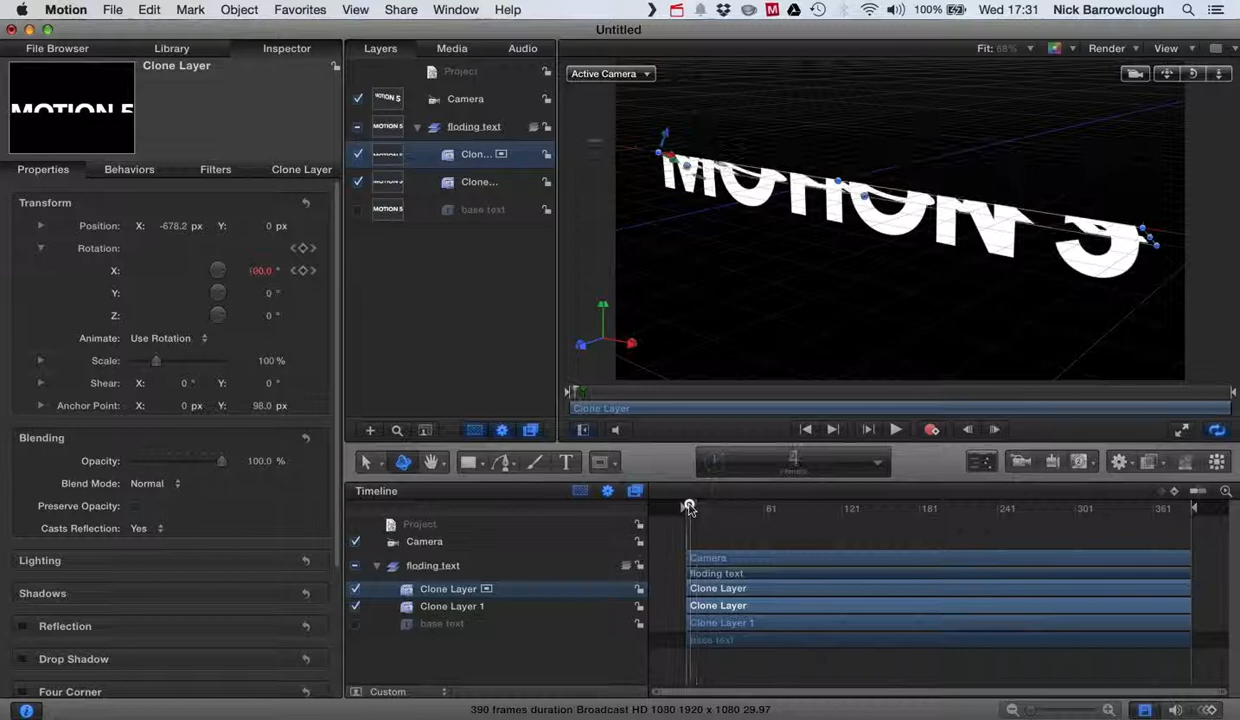 Motion File Edit Mark Object Favorites View Share Window Help 100% Wed 17:31 Nick Barrowclough
Untitled
File Browser Library Inspector Layers Media Audio Fit: 68% Render View
Clone Layer
MOTION 5
Project
Camera
floding text
Clon...
Clone...
base text
Active Camera
MOTION 5
Properties Behaviors Filters Clone Layer
Transform
Position: X: -678.2 px Y: 0 px
Rotation:
X:
Y: 0 °
Z: 0 °
Animate: Use Rotation
Scale: 100 %
Shear: X: 0 ° Y: 0 °
Anchor Point: X: 0 px Y: 98.0 px
Blending
Opacity: 100.0 %
Blend Mode: Normal
Preserve Opacity:
Casts Reflection: Yes
Lighting
Shadows
Reflection
Drop Shadow
Four Corner
Clone Layer
T
Timeline
61 121 181 241 301 361
Project
Camera
floding text
Clone Layer
Clone Layer 1
base text
Camera
floding text
Clone Layer
Clone Layer
Clone Layer 1
base text
Custom
390 frames duration Broadcast HD 1080 1920 x 1080 29.97